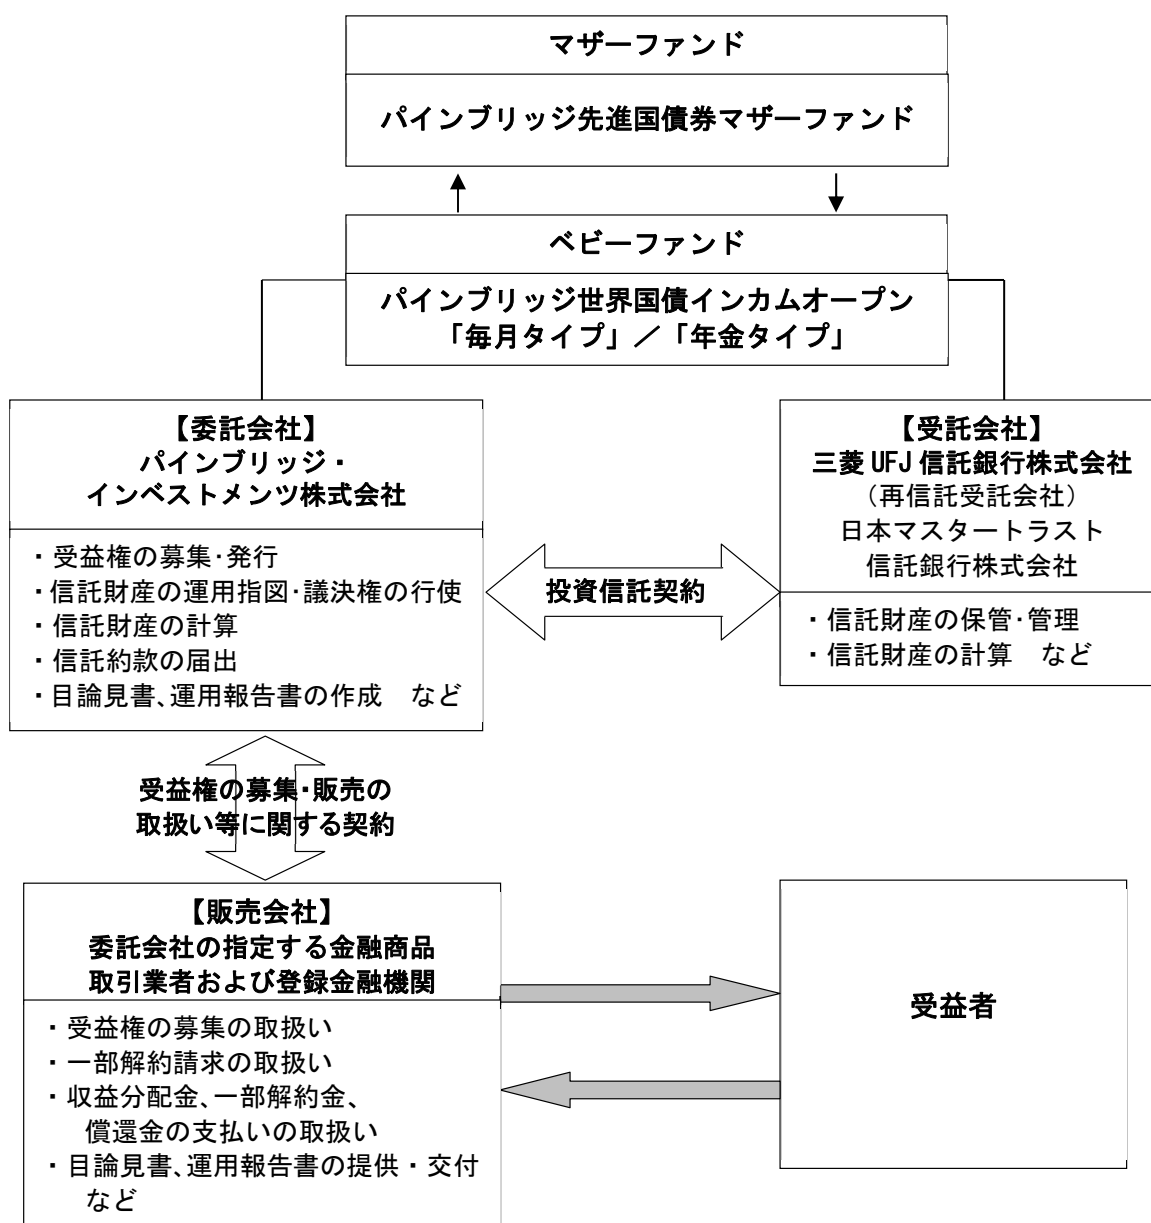 マザーファンド
パインブリッジ先進国債券マザーファンド
ベビーファンド
パインブリッジ世界国債インカムオープン
「毎月タイプ」／「年金タイプ」
【委託会社】
パインブリッジ・
インベストメンツ株式会社
・受益権の募集・発行
・信託財産の運用指図・議決権の行使
・信託財産の計算
・信託約款の届出
・目論見書、運用報告書の作成　など
投資信託契約
【受託会社】
三菱UFJ信託銀行株式会社
（再信託受託会社）
日本マスタートラスト
信託銀行株式会社
・信託財産の保管・管理
・信託財産の計算　など
受益権の募集・販売の
取扱い等に関する契約
【販売会社】
委託会社の指定する金融商品
取引業者および登録金融機関
・受益権の募集の取扱い
・一部解約請求の取扱い
・収益分配金、一部解約金、
償還金の支払いの取扱い
・目論見書、運用報告書の提供・交付
など
受益者